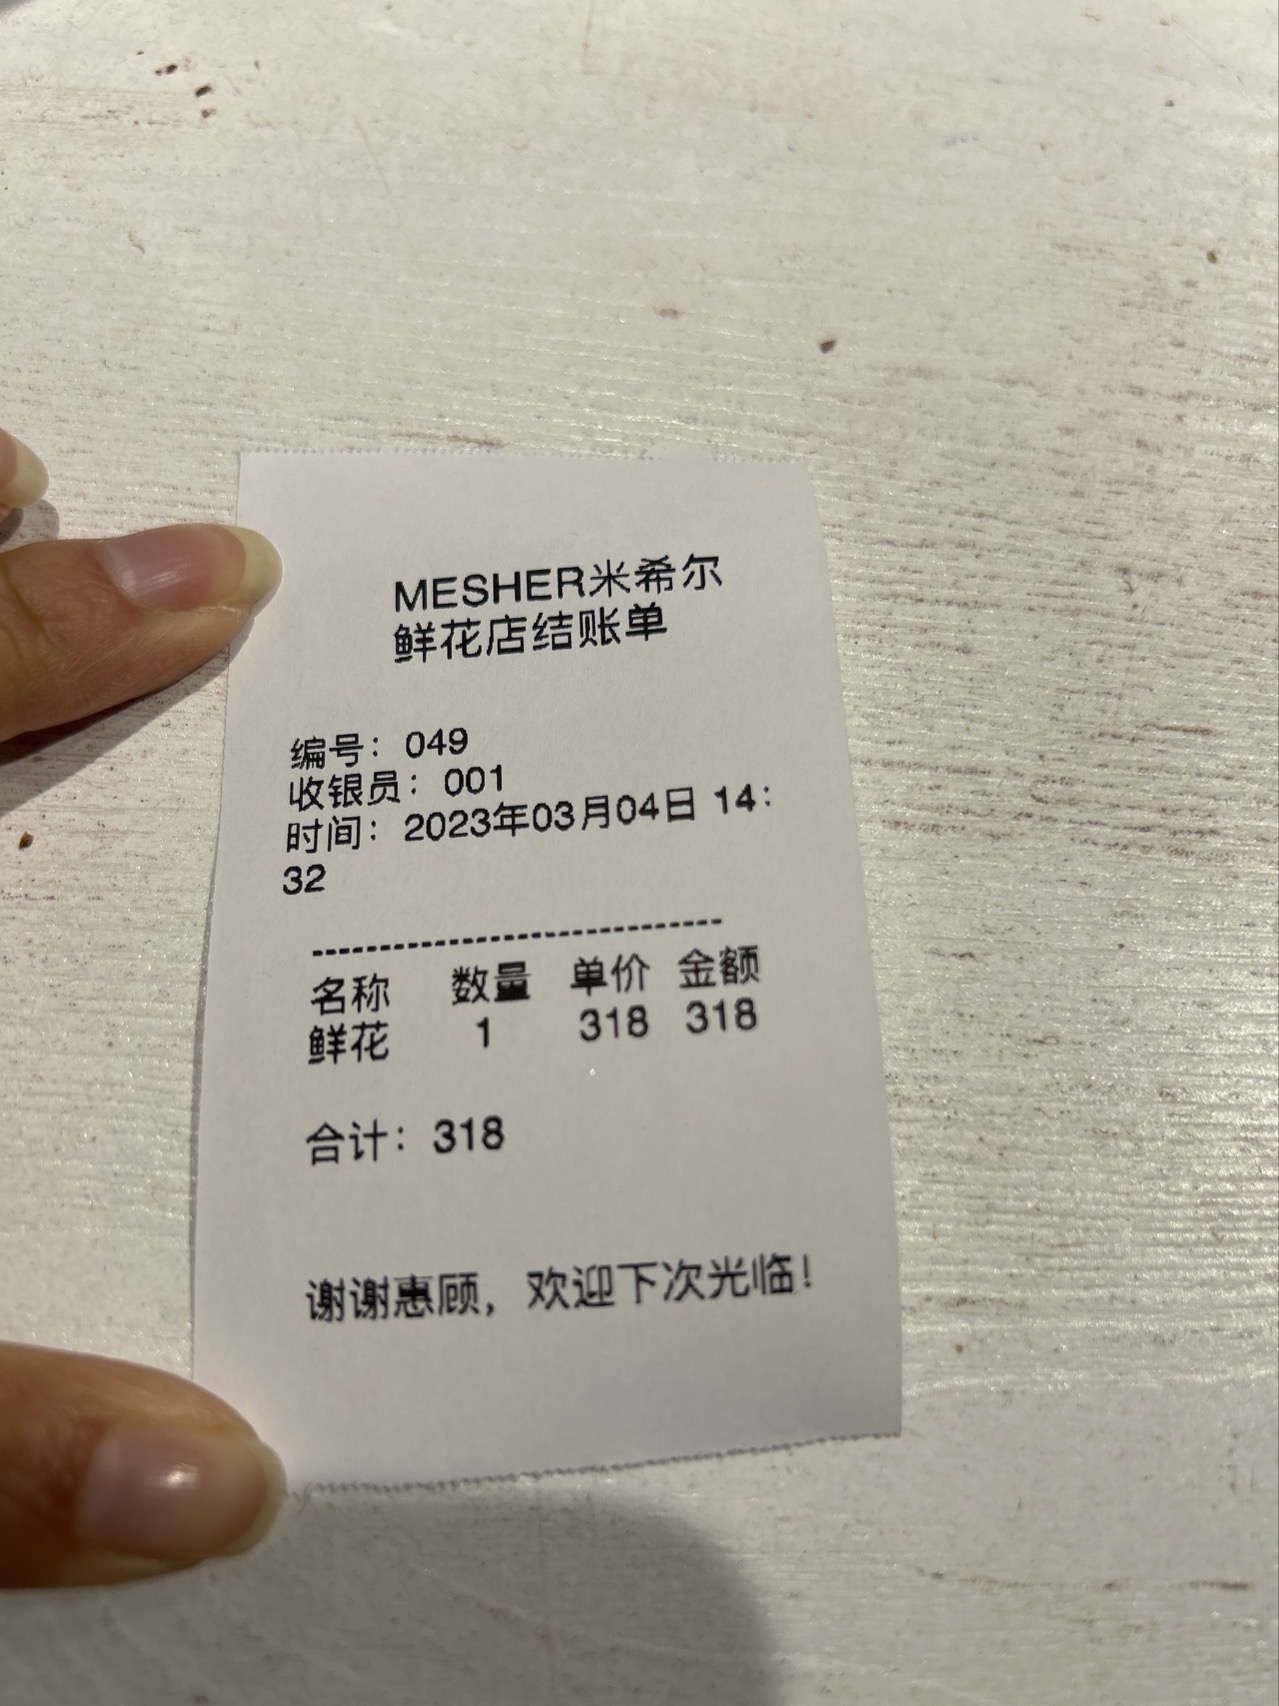 MESHER米希尔
鲜花店结账单
编号：049
收银员：001
时间：2023年03月04日 14:
32
-------------------------------
名称 数量 单价 金额
鲜花 1 318 318
合计：318
谢谢惠顾，欢迎下次光临！